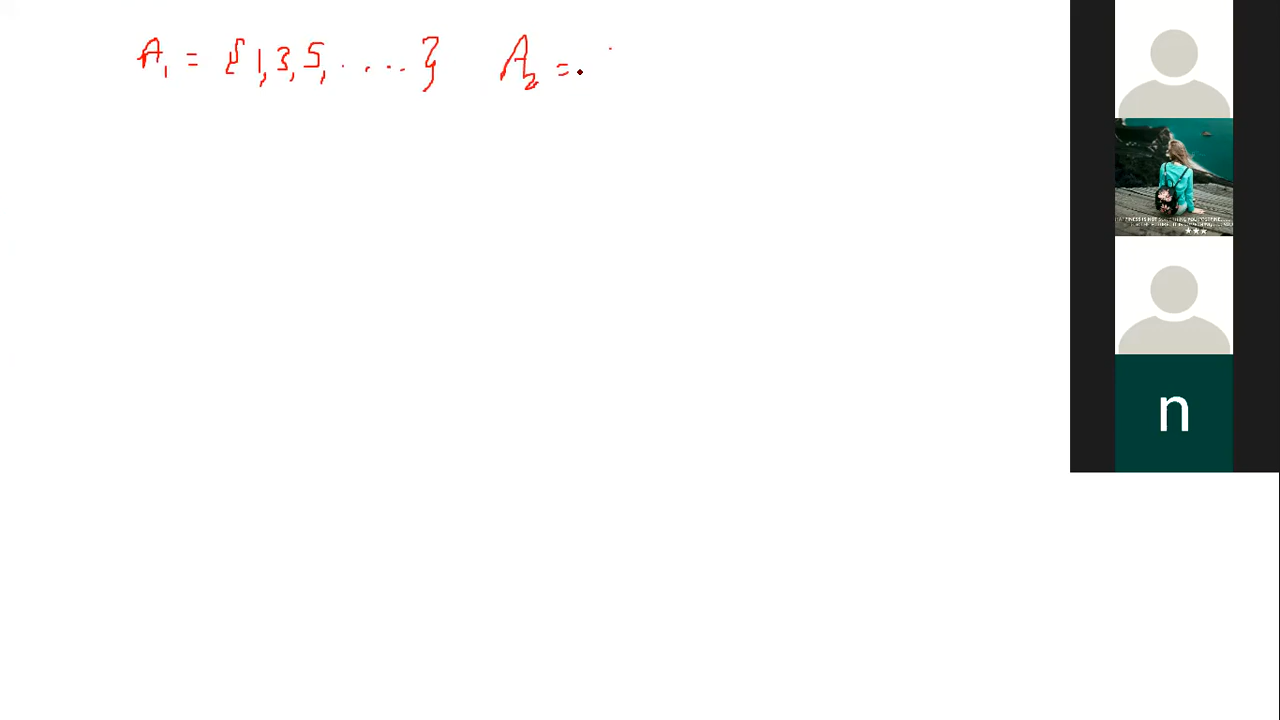 A₁ = {1, 3, 5, .....} A₂ =
n